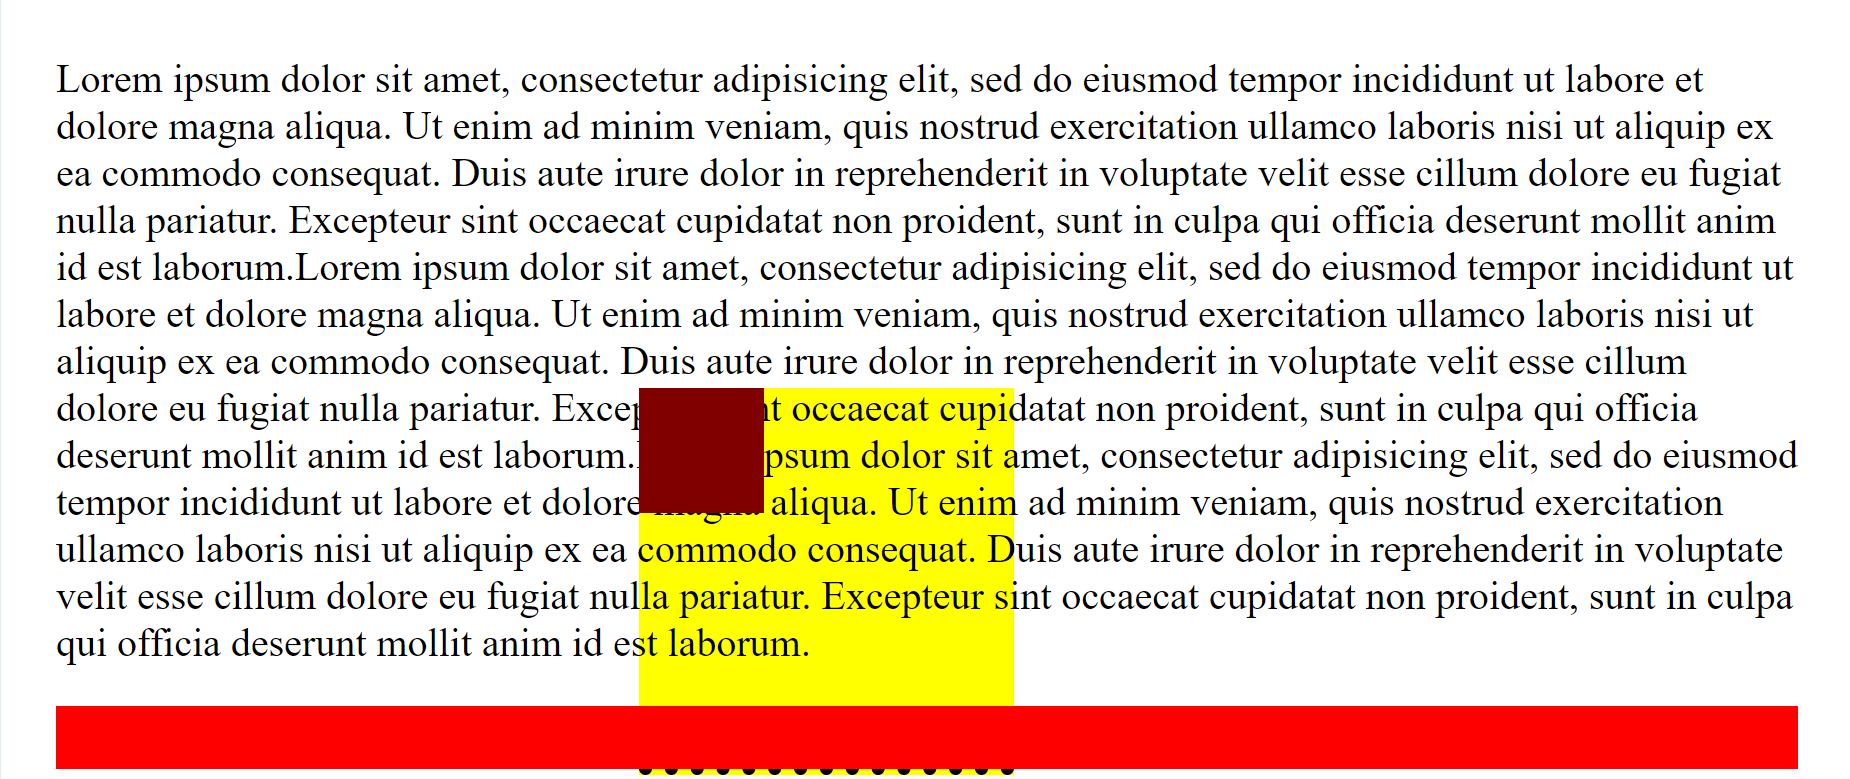 Lorem ipsum dolor sit amet, consectetur adipisicing elit, sed do eiusmod tempor incididunt ut labore et
dolore magna aliqua. Ut enim ad minim veniam, quis nostrud exercitation ullamco laboris nisi ut aliquip ex
ea commodo consequat. Duis aute irure dolor in reprehenderit in voluptate velit esse cillum dolore eu fugiat
nulla pariatur. Excepteur sint occaecat cupidatat non proident, sunt in culpa qui officia deserunt mollit anim
id est laborum.Lorem ipsum dolor sit amet, consectetur adipisicing elit, sed do eiusmod tempor incididunt ut
labore et dolore magna aliqua. Ut enim ad minim veniam, quis nostrud exercitation ullamco laboris nisi ut
aliquip ex ea commodo consequat. Duis aute irure dolor in reprehenderit in voluptate velit esse cillum
dolore eu fugiat nulla pariatur. occaecat cupidatat non proident, sunt in culpa qui officia
deserunt mollit anim id est laborum. dolor sit amet, consectetur adipisicing elit, sed do eiusmod
tempor incididunt ut labore et dolore aliqua. Ut enim ad minim veniam, quis nostrud exercitation
ullamco laboris nisi ut aliquip ex ea commodo consequat. Duis aute irure dolor in reprehenderit in voluptate
velit esse cillum dolore eu fugiat nulla pariatur. Excepteur sint occaecat cupidatat non proident, sunt in culpa
qui officia deserunt mollit anim id est laborum.